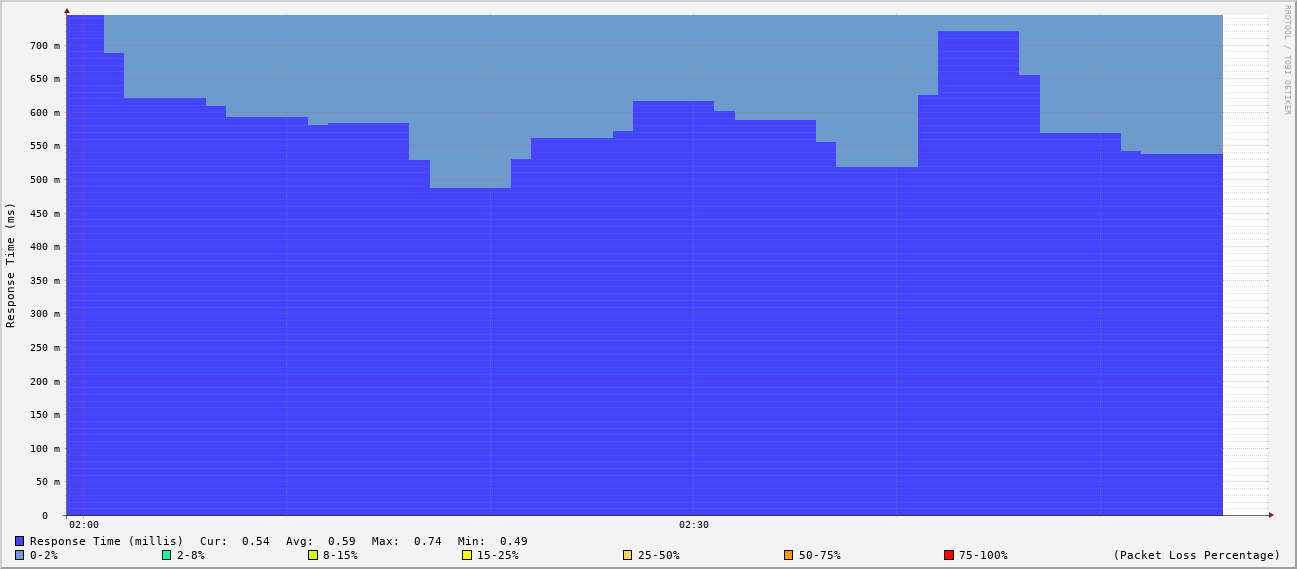 RRDTOOL / TOBI OETIKER
Response Time (ms)
700 m
650 m
600 m
550 m
500 m
450 m
400 m
350 m
300 m
250 m
200 m
150 m
100 m
50 m
0
02:00 02:30
Response Time (millis) Cur: 0.54 Avg: 0.59 Max: 0.74 Min: 0.49
0-2% 2-8% 8-15% 15-25% 25-50% 50-75% 75-100% (Packet Loss Percentage)